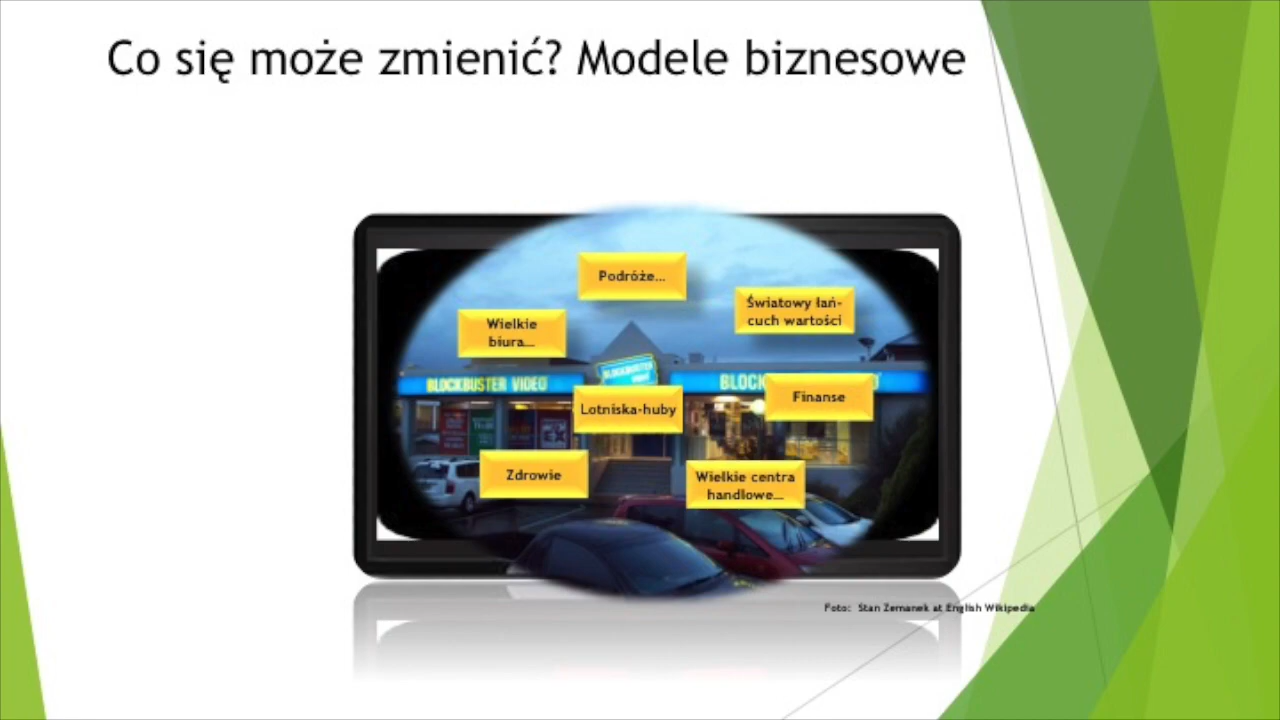 Co się może zmienić? Modele biznesowe
Podróże...
Światowy łań-
cuch wartości
Wielkie
biura...
BLOCKBUSTER VIDEO
BLOCKBUSTER
BLOCK
Finanse
Lotniska-huby
Zdrowie
Wielkie centra
handlowe...
Foto: Stan Zemanek at English Wikipedia